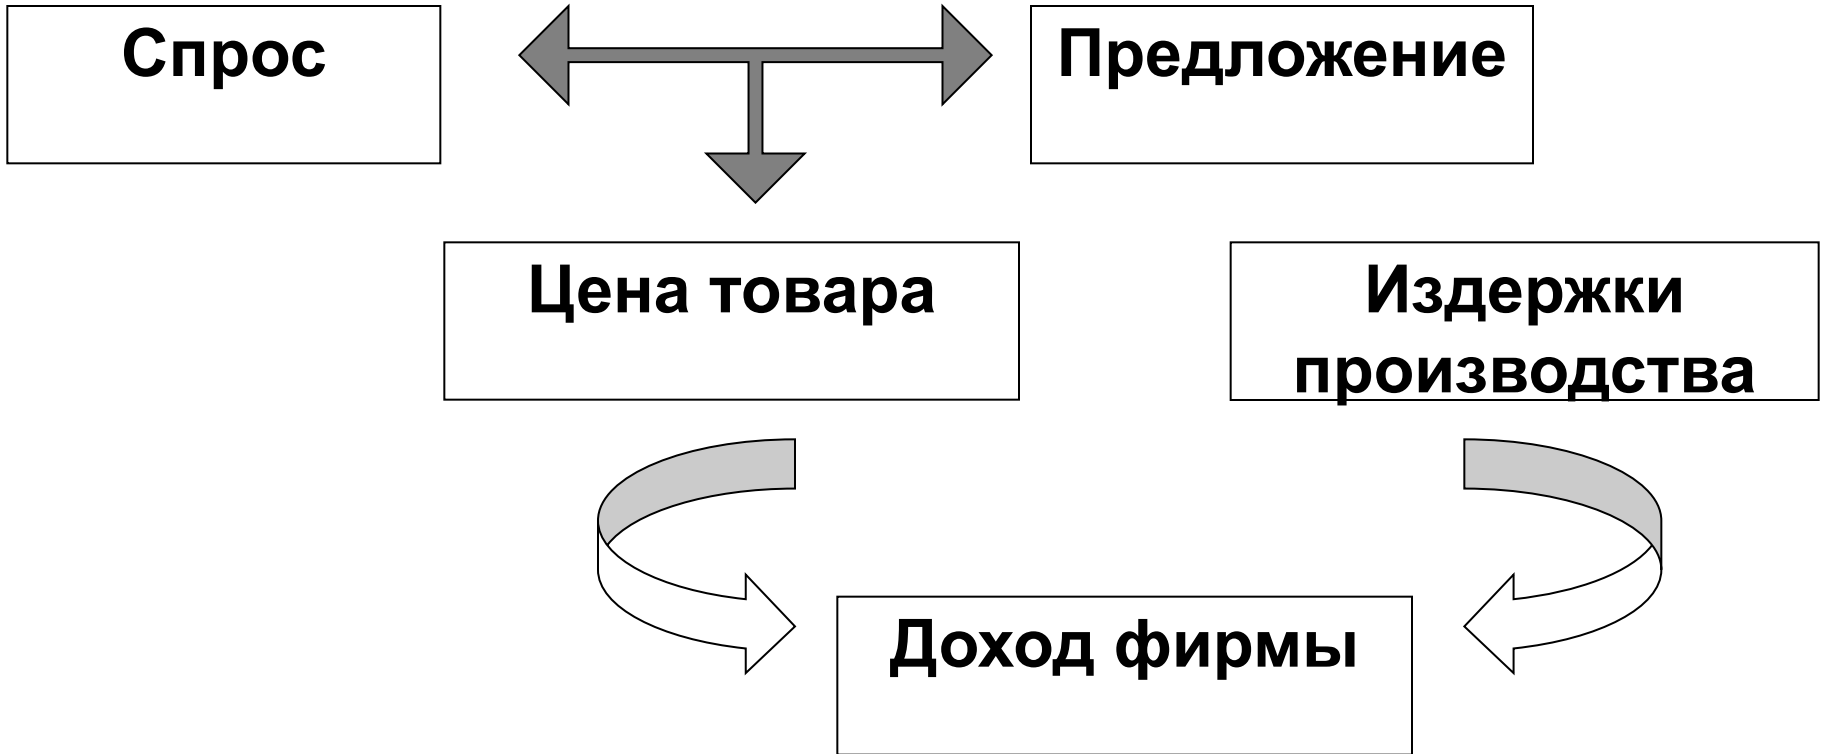 Спрос
Предложение
Цена товара
Издержки
производства
Доход фирмы